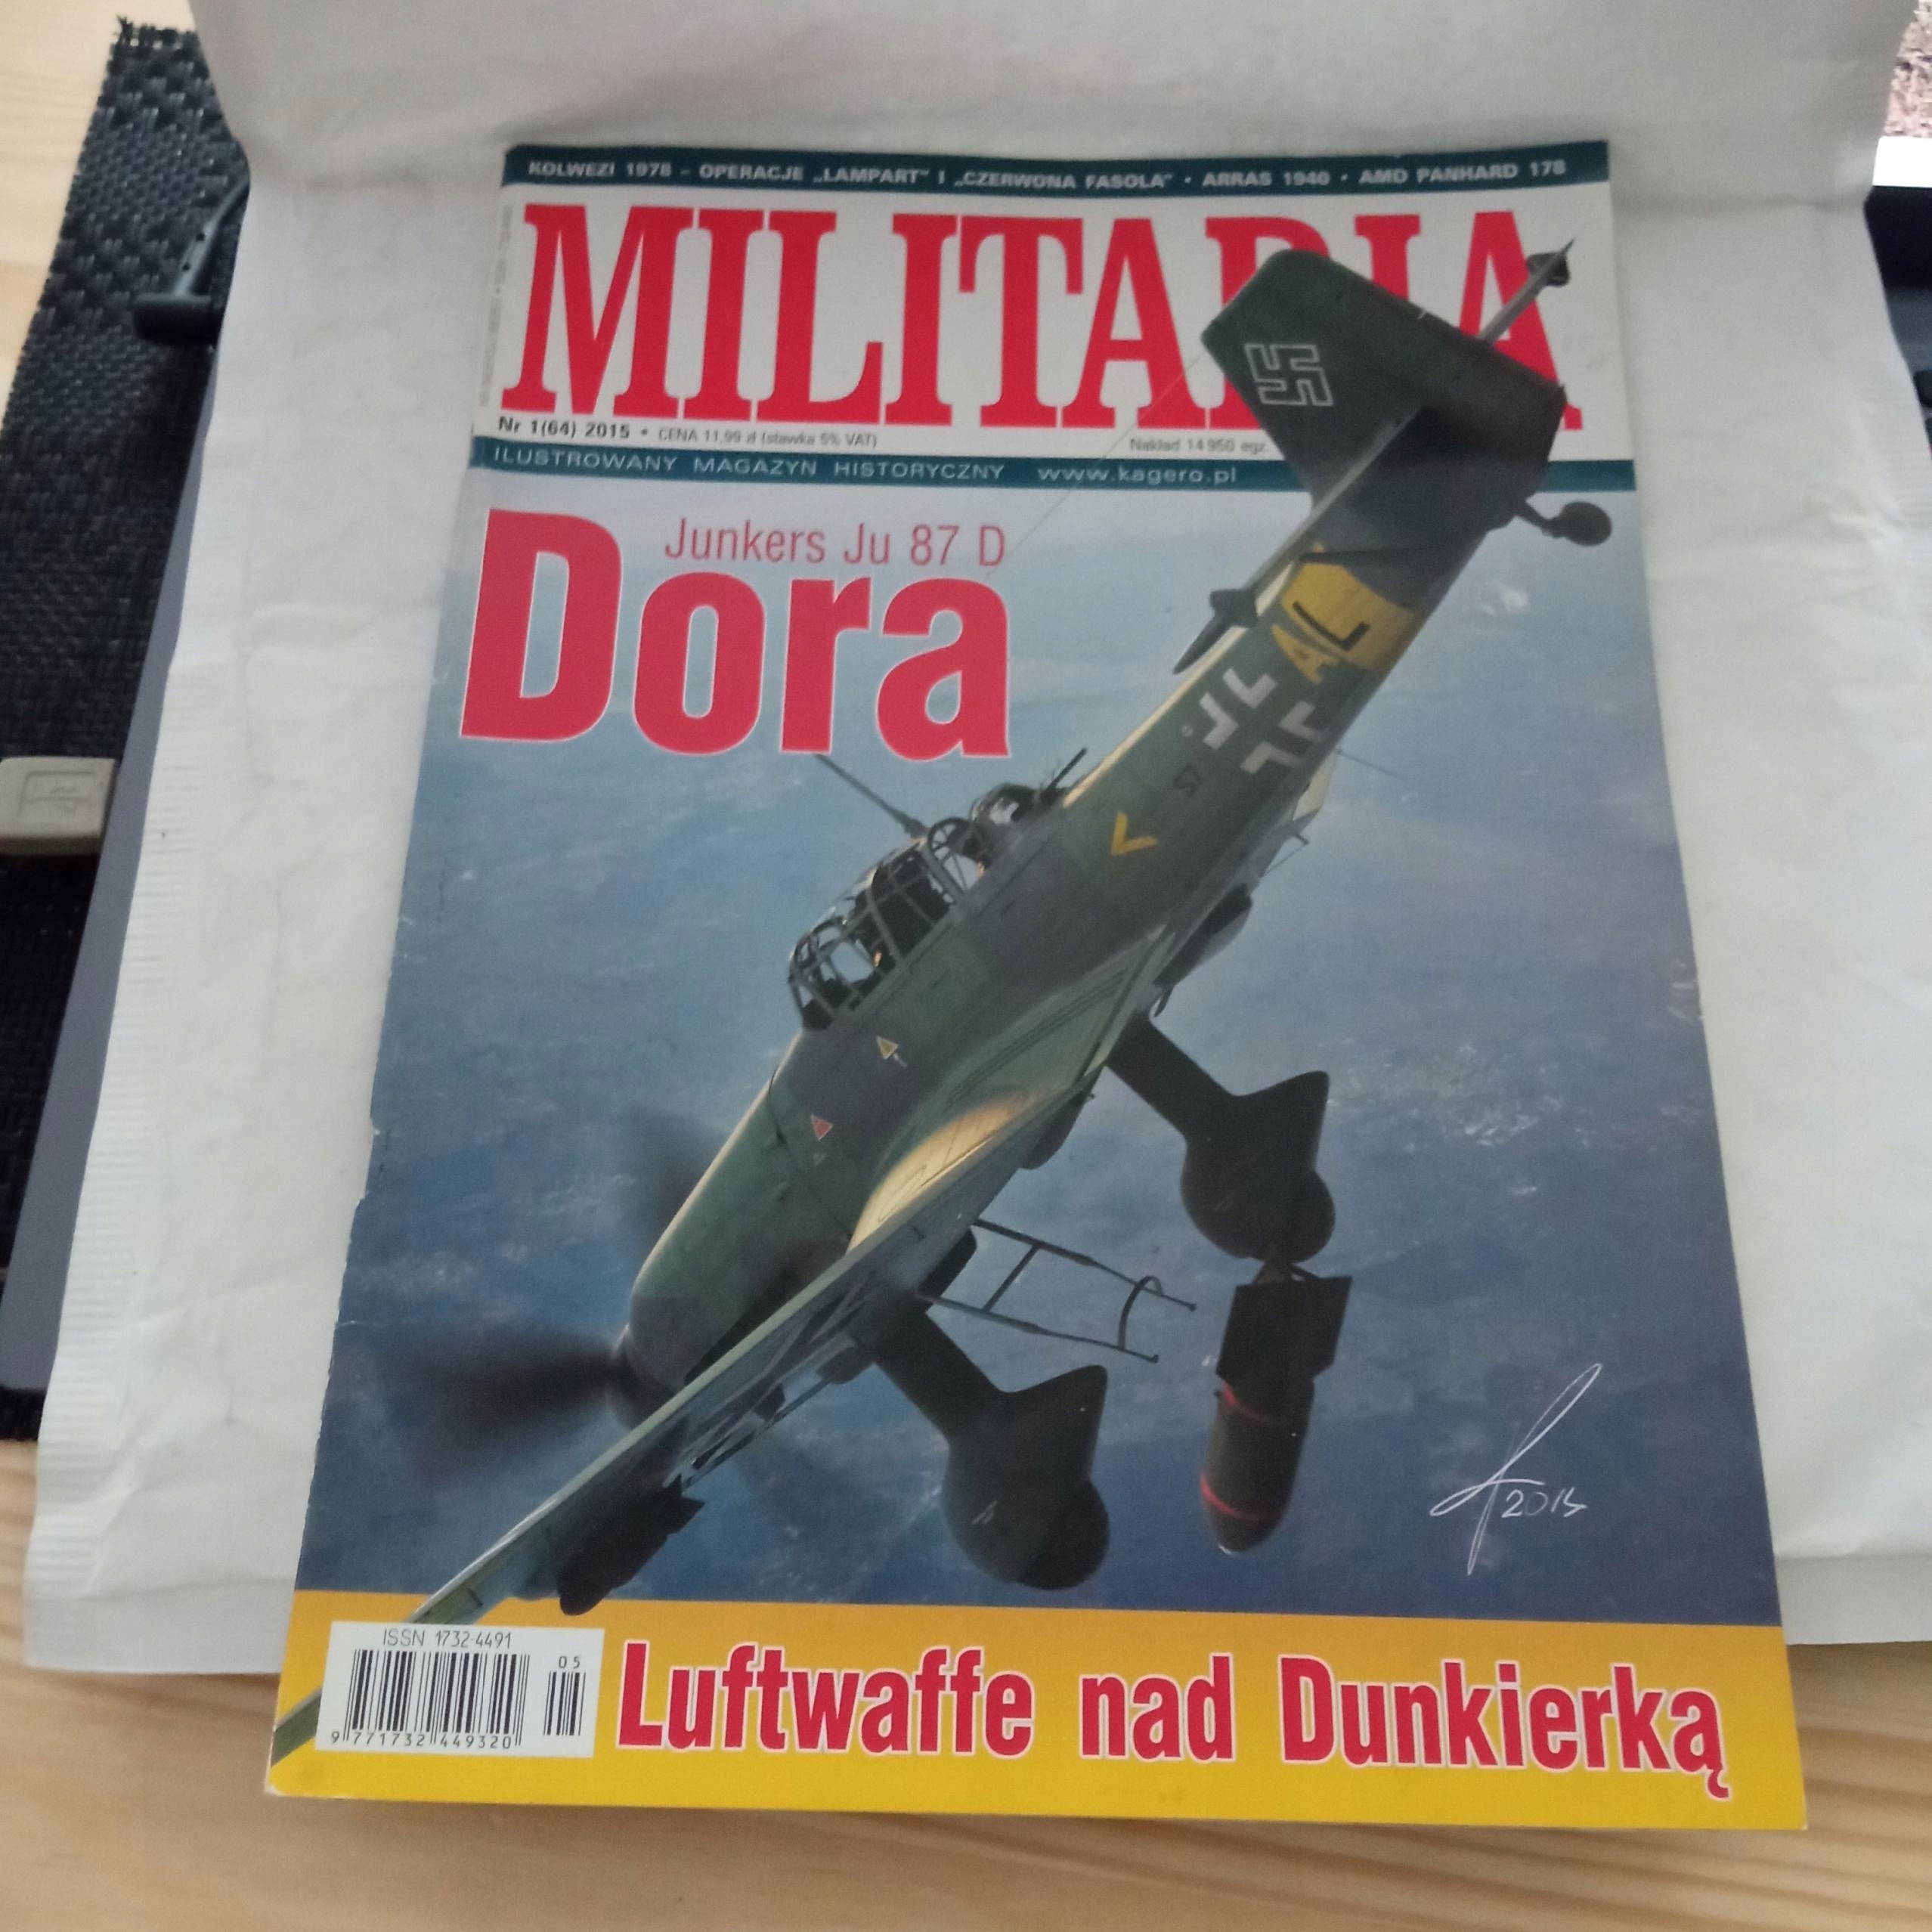 KOLWEZI 1978 – OPERACJE „LAMPART" I „CZERWONA FASOLA" • ARRAS 1940 • AMD PANHARD 178
MILITARIA
Nr 1(64) 2015 • CENA 11,99 zł (stawka 5% VAT)
Nakład 14 950 egz.
ILUSTROWANY MAGAZYN HISTORYCZNY www.kagero.pl
Junkers Ju 87 D
Dora
AL
<
2013
ISSN 1732-4491
05
9 771732 449320
Luftwaffe nad Dunkierką